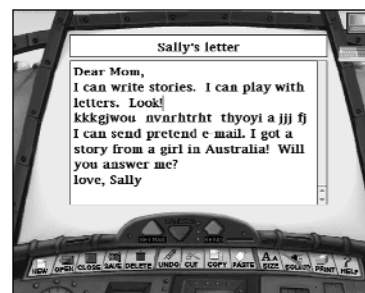 Sally's letter
Dear Mom,
I can write stories. I can play with
letters. Look!
kkkgjwou nvnrhtrht thyoyi a jjj fj
I can send pretend e-mail. I got a
story from a girl in Australia! Will
you answer me?
love, Sally
NEW OPEN CLOSE SAVE DELETE UNDO CUT COPY PASTE SIZE PRINT HELP